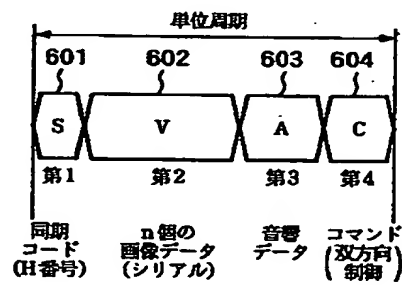 単位周期
601 602 603 604
S V A C
第1 第2 第3 第4
同期 n個の 音響 コマンド
コード 画像データ データ (双方向
(H番号) (シリアル) 制御)